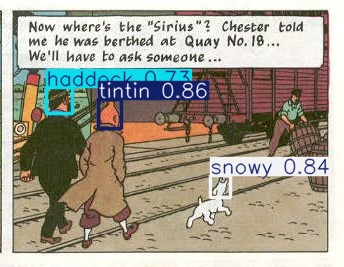 Now where's the "Sirius"? Chester told
me he was berthed at Quay No. 18...
We'll have to ask someone...
haddock 0.73
tintin 0.86
snowy 0.84